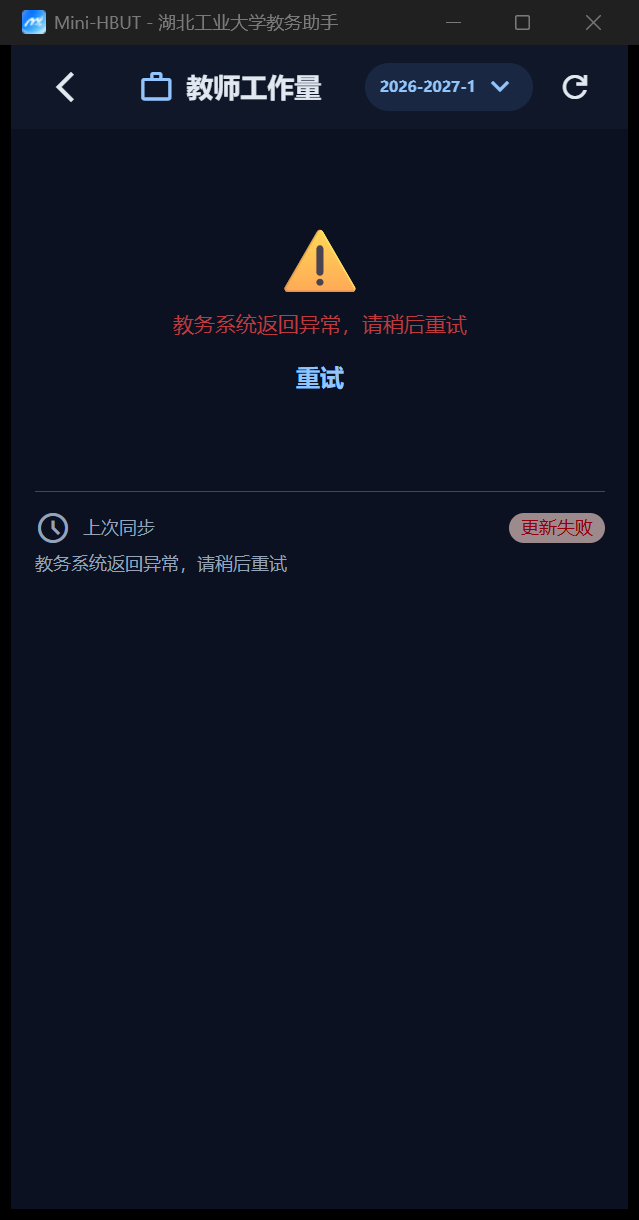 Mini-HBUT - 湖北工业大学教务助手
教师工作量 2026-2027-1
教务系统返回异常，请稍后重试
重试
上次同步 更新失败
教务系统返回异常，请稍后重试